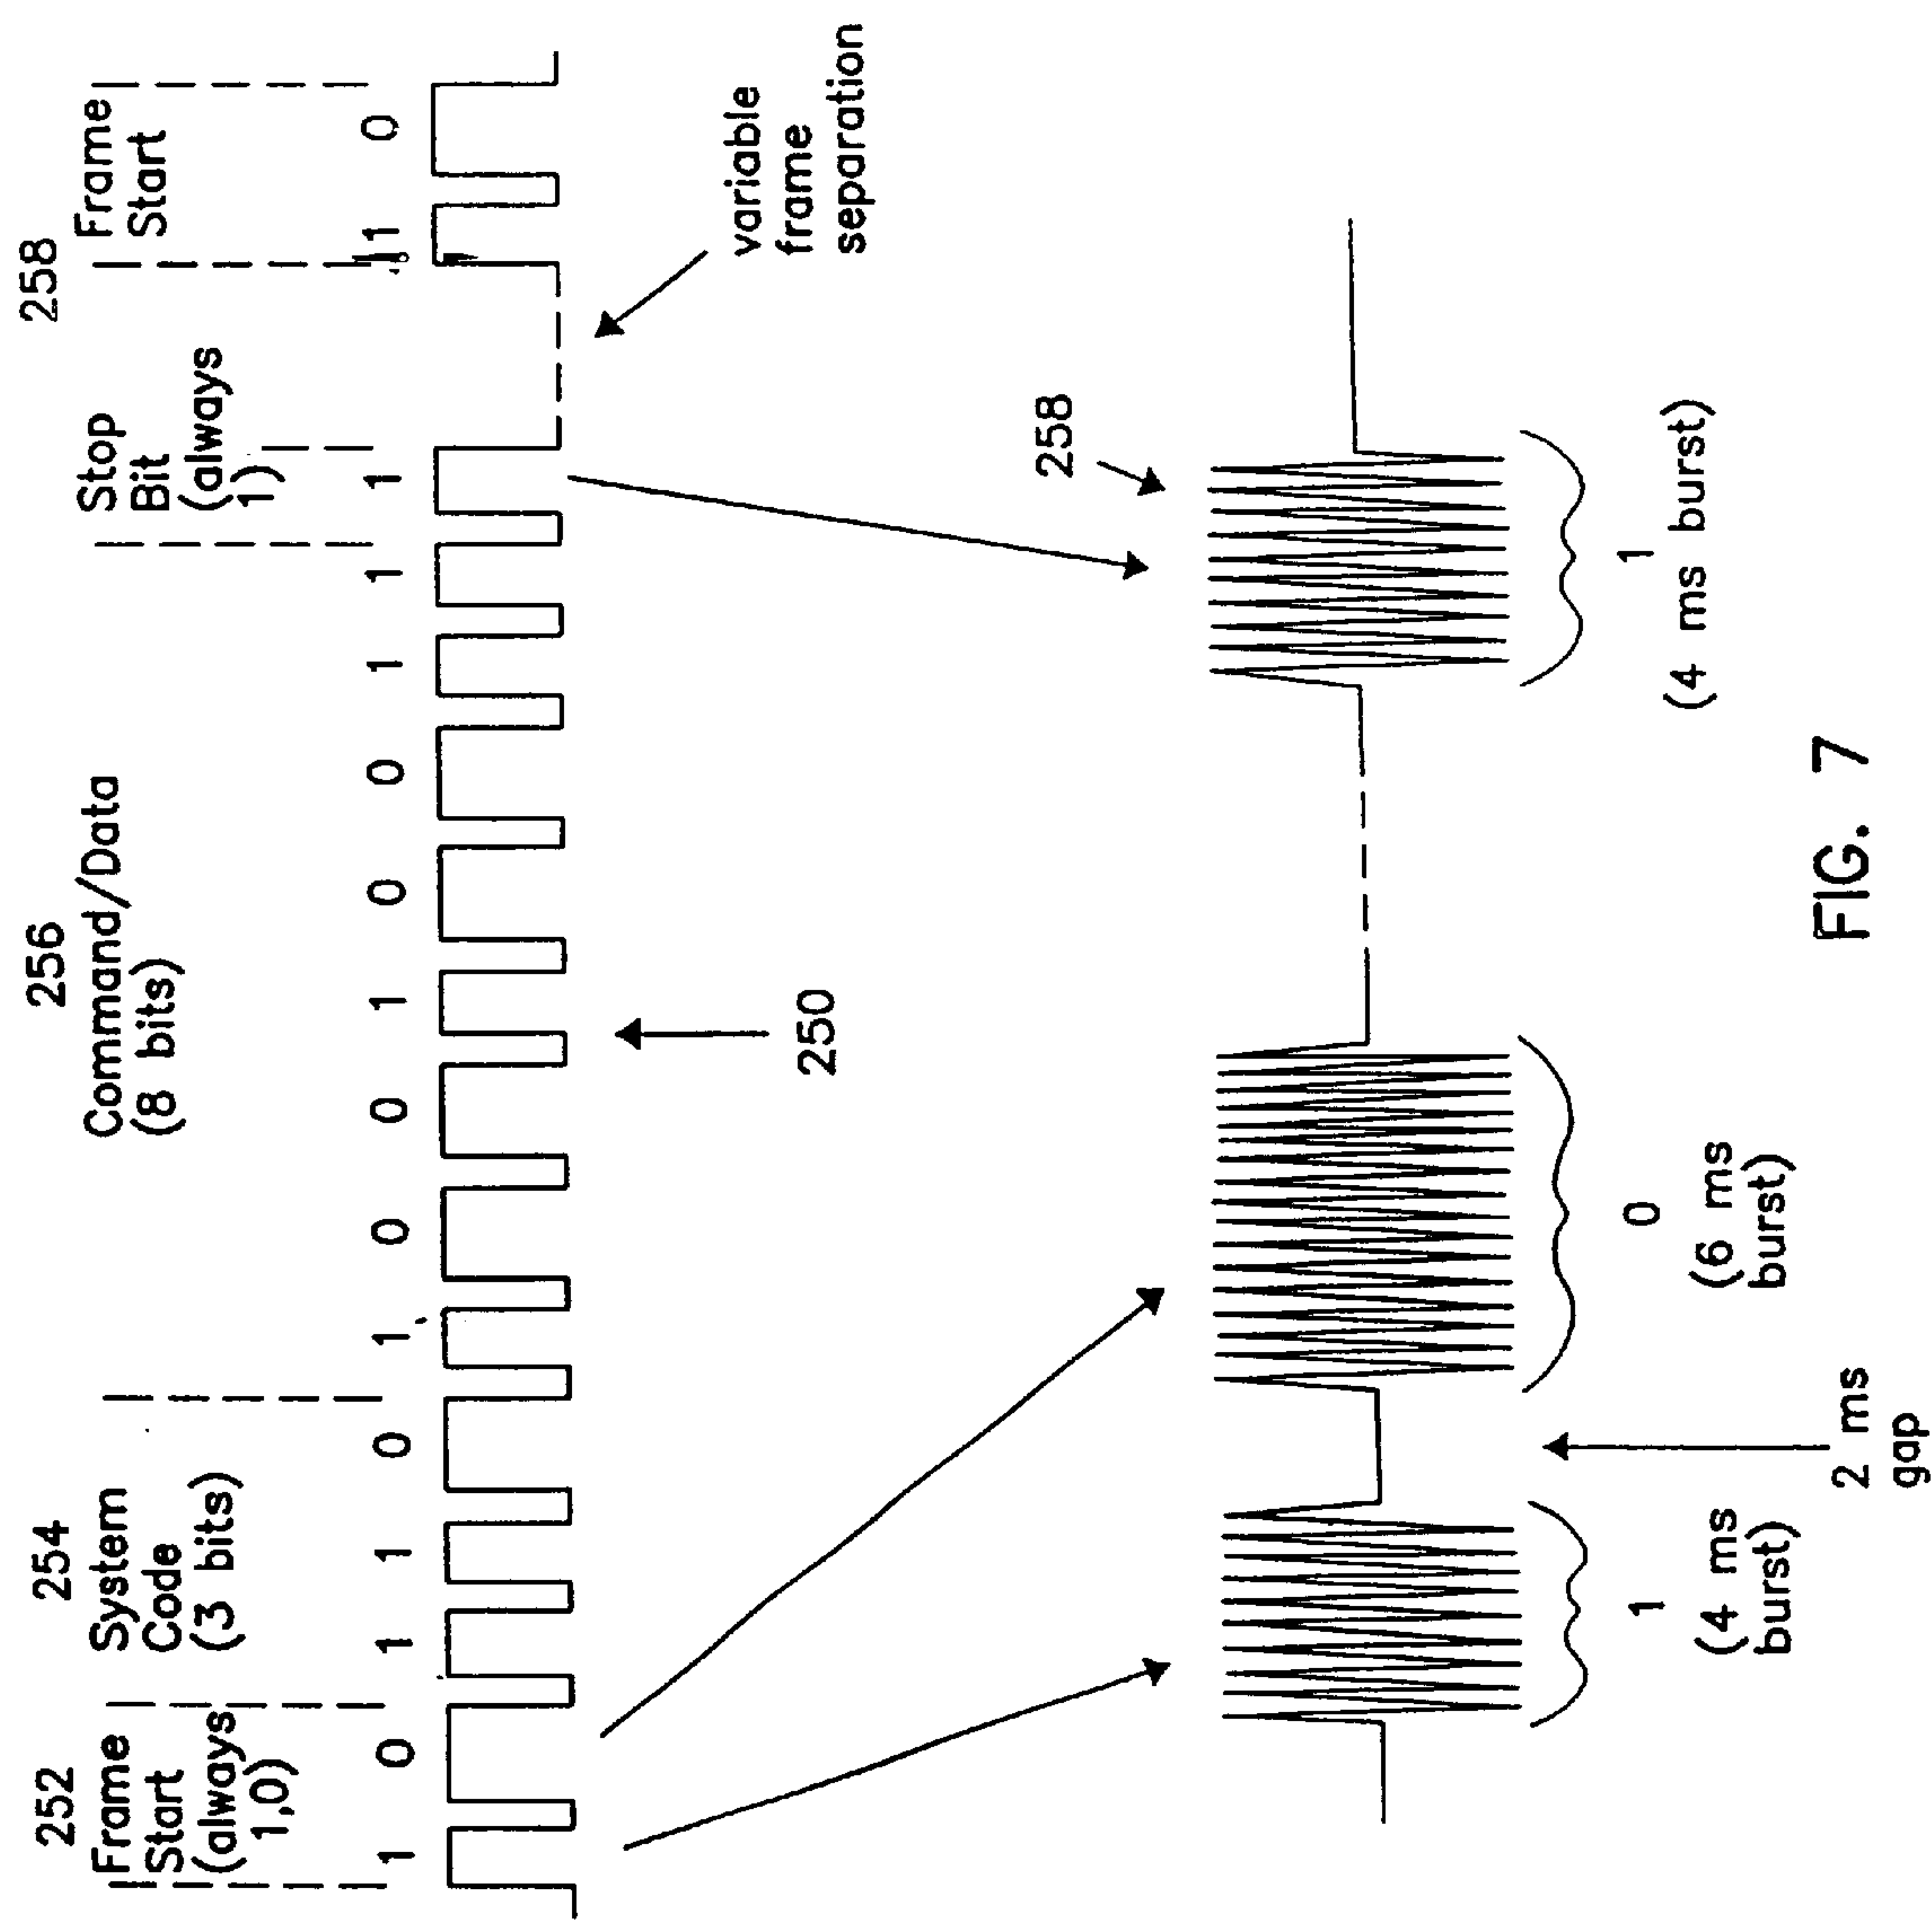 252
Frame
Start
(always
1,0)
254
System
Code
(3 bits)
256
Command/Data
(8 bits)
Stop
Bit
(always
1)
258
Frame
Start
1 0 1 1 0 1 0 0 1 0 0 1 1 1 1 0
variable
frame
separation
250
258
1
(4 ms
burst)
2 ms
gap
0
(6 ms
burst)
1
(4 ms burst)
FIG. 7